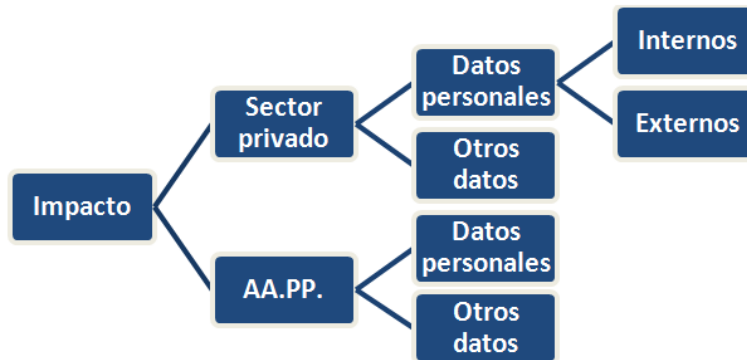 Impacto
Sector
privado
Datos
personales
Internos
Externos
Otros
datos
AA.PP.
Datos
personales
Otros
datos